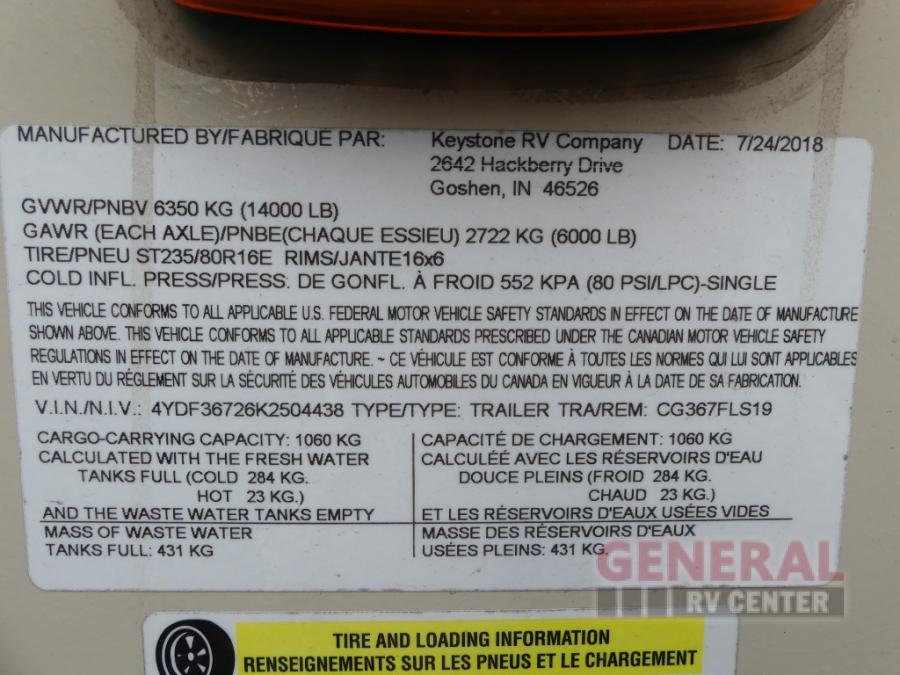 MANUFACTURED BY/FABRIQUÉ PAR: Keystone RV Company DATE: 7/24/2018
2642 Hackberry Drive
Goshen, IN 46526
GVWR/PNBV 6350 KG (14000 LB)
GAWR (EACH AXLE)/PNBE(CHAQUE ESSIEU) 2722 KG (6000 LB)
TIRE/PNEU ST235/80R16E RIMS/JANTE16x6
COLD INFL. PRESS/PRESS. DE GONFL. À FROID 552 KPA (80 PSI/LPC)-SINGLE
THIS VEHICLE CONFORMS TO ALL APPLICABLE U.S. FEDERAL MOTOR VEHICLE SAFETY STANDARDS IN EFFECT ON THE DATE OF MANUFACTURE
SHOWN ABOVE. THIS VEHICLE CONFORMS TO ALL APPLICABLE STANDARDS PRESCRIBED UNDER THE CANADIAN MOTOR VEHICLE SAFETY
REGULATIONS IN EFFECT ON THE DATE OF MANUFACTURE. ~ CE VÉHICULE EST CONFORME À TOUTES LES NORMES QUI LUI SONT APPLICABLES
EN VERTU DU RÉGLEMENT SUR LA SÉCURITÉ DES VÉHICULES AUTOMOBILES DU CANADA EN VIGUEUR À LA DATE DE SA FABRICATION.
V.I.N./N.I.V.: 4YDF36726K2504438 TYPE/TYPE: TRAILER TRA/REM: CG367FLS19
CARGO-CARRYING CAPACITY: 1060 KG
CALCULATED WITH THE FRESH WATER
TANKS FULL (COLD 284 KG.
HOT 23 KG.)
AND THE WASTE WATER TANKS EMPTY
MASS OF WASTE WATER
TANKS FULL: 431 KG
CAPACITÉ DE CHARGEMENT: 1060 KG
CALCULÉE AVEC LES RÉSERVOIRS D'EAU
DOUCE PLEINS (FROID 284 KG.
CHAUD 23 KG.)
ET LES RÉSERVOIRS D'EAUX USÉES VIDES
MASSE DES RÉSERVOIRS D'EAUX
USÉES PLEINS: 431 KG.
GENERAL
RV CENTER
TIRE AND LOADING INFORMATION
RENSEIGNEMENTS SUR LES PNEUS ET LE CHARGEMENT